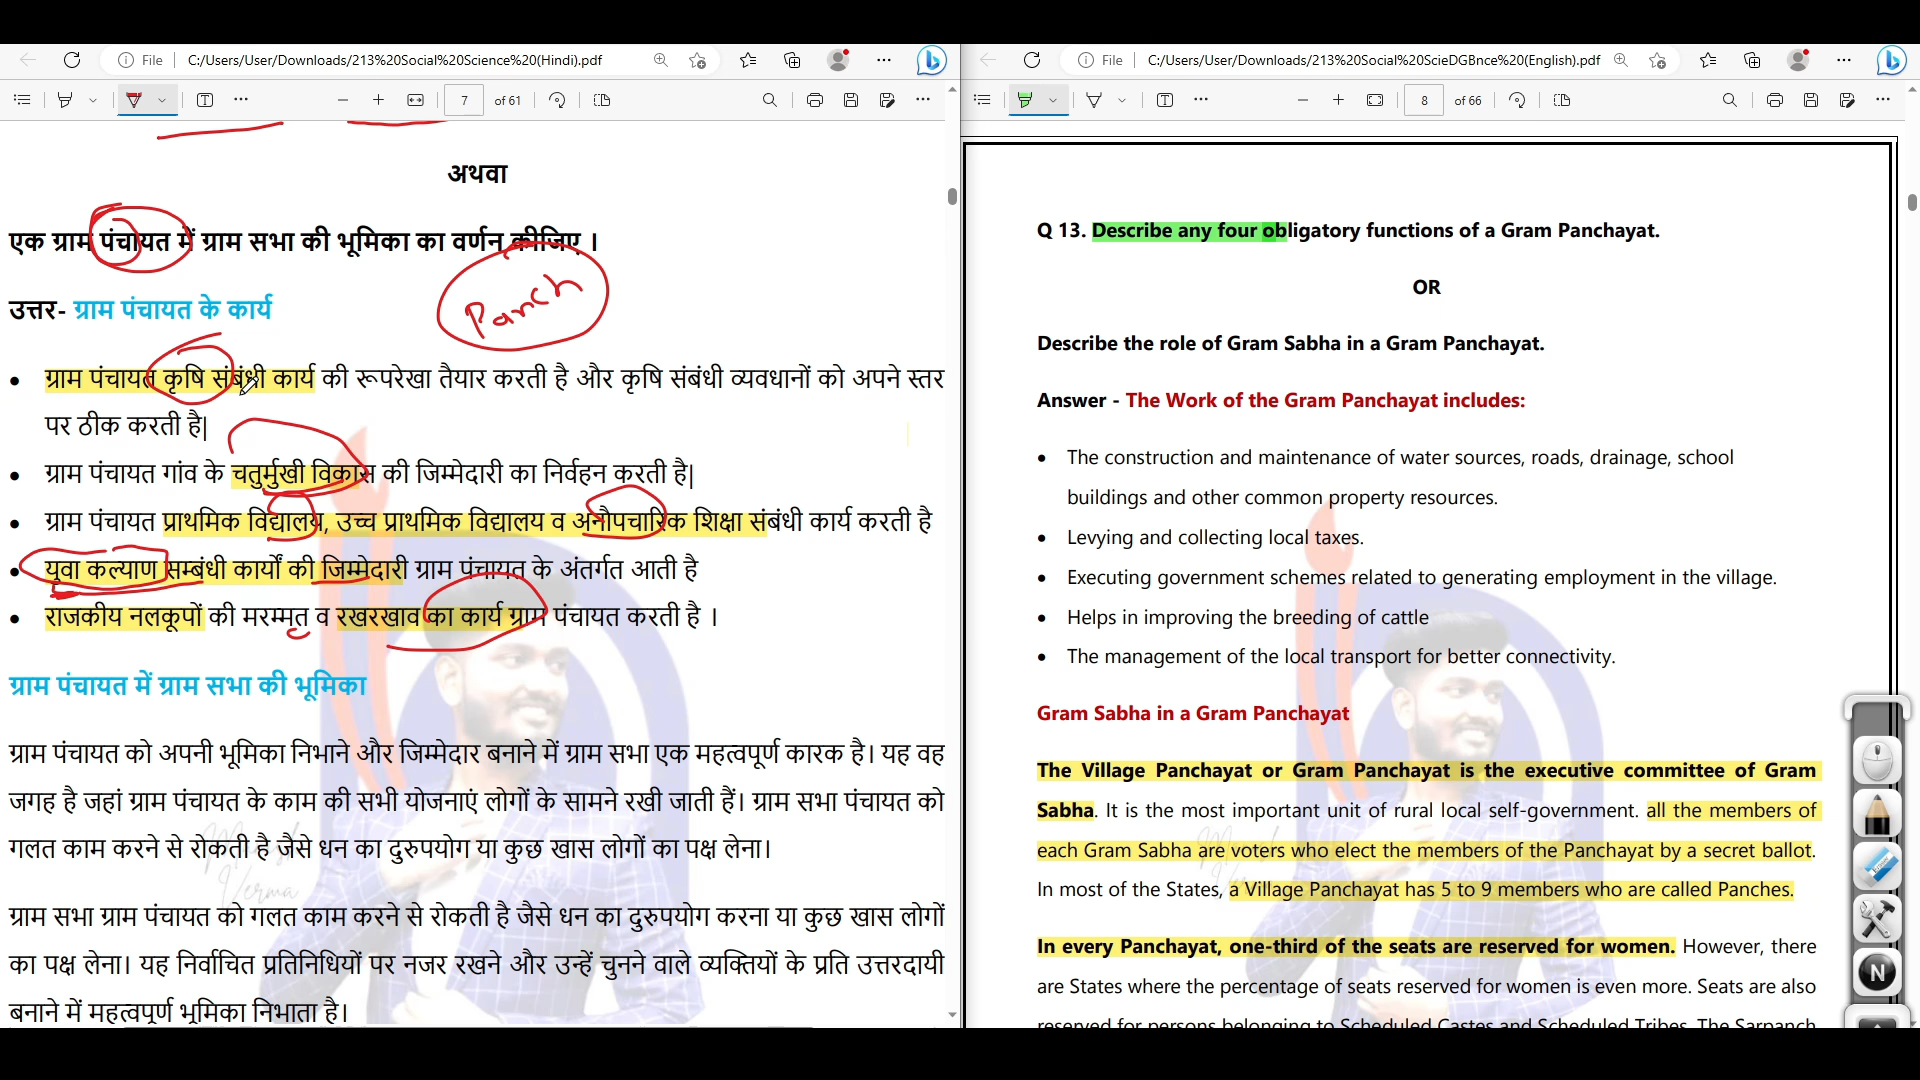 File C:/Users/User/Downloads/213%20Social%20Science%20(Hindi).pdf
7 of 61
अथवा
एक ग्राम पंचायत में ग्राम सभा की भूमिका का वर्णन कीजिए ।
Panch
उत्तर- ग्राम पंचायत के कार्य
• ग्राम पंचायत कृषि संबंधी कार्य की रूपरेखा तैयार करती है और कृषि संबंधी व्यवधानों को अपने स्तर
पर ठीक करती है|
• ग्राम पंचायत गांव के चतुर्मुखी विकास की जिम्मेदारी का निर्वहन करती है|
• ग्राम पंचायत प्राथमिक विद्यालय, उच्च प्राथमिक विद्यालय व अनौपचारिक शिक्षा संबंधी कार्य करती है
• युवा कल्याण सम्बंधी कार्यों की जिम्मेदारी ग्राम पंचायत के अंतर्गत आती है
• राजकीय नलकूपों की मरम्मत व रखरखाव का कार्य ग्राम पंचायत करती है ।
ग्राम पंचायत में ग्राम सभा की भूमिका
ग्राम पंचायत को अपनी भूमिका निभाने और जिम्मेदार बनाने में ग्राम सभा एक महत्वपूर्ण कारक है। यह वह
जगह है जहां ग्राम पंचायत के काम की सभी योजनाएं लोगों के सामने रखी जाती हैं। ग्राम सभा पंचायत को
गलत काम करने से रोकती है जैसे धन का दुरुपयोग या कुछ खास लोगों का पक्ष लेना।
ग्राम सभा ग्राम पंचायत को गलत काम करने से रोकती है जैसे धन का दुरुपयोग करना या कुछ खास लोगों
का पक्ष लेना। यह निर्वाचित प्रतिनिधियों पर नजर रखने और उन्हें चुनने वाले व्यक्तियों के प्रति उत्तरदायी
बनाने में महत्वपूर्ण भूमिका निभाता है।
File C:/Users/User/Downloads/213%20Social%20ScieDGBnce%20(English).pdf
8 of 66
Q 13. Describe any four obligatory functions of a Gram Panchayat.
OR
Describe the role of Gram Sabha in a Gram Panchayat.
Answer - The Work of the Gram Panchayat includes:
• The construction and maintenance of water sources, roads, drainage, school
buildings and other common property resources.
• Levying and collecting local taxes.
• Executing government schemes related to generating employment in the village.
• Helps in improving the breeding of cattle
• The management of the local transport for better connectivity.
Gram Sabha in a Gram Panchayat
The Village Panchayat or Gram Panchayat is the executive committee of Gram
Sabha. It is the most important unit of rural local self-government. all the members of
each Gram Sabha are voters who elect the members of the Panchayat by a secret ballot.
In most of the States, a Village Panchayat has 5 to 9 members who are called Panches.
In every Panchayat, one-third of the seats are reserved for women. However, there
are States where the percentage of seats reserved for women is even more. Seats are also
reserved for persons belonging to Scheduled Castes and Scheduled Tribes. The Sarpanch
N